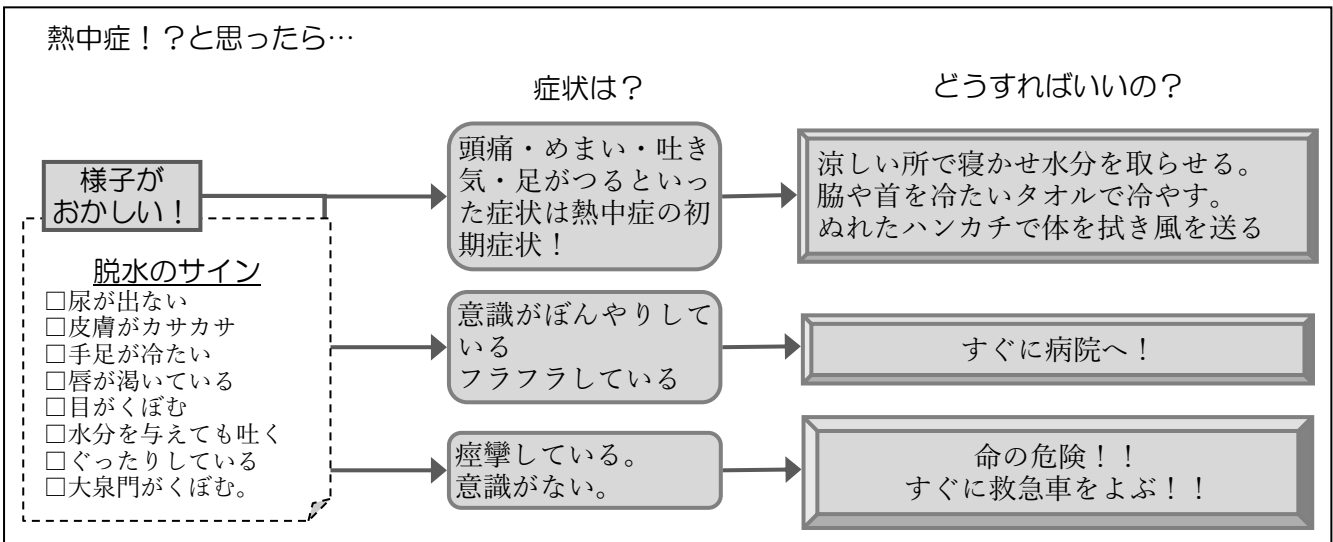 熱中症！？と思ったら…
症状は？
どうすればいいの？
様子が
おかしい！
脱水のサイン
□尿が出ない
□皮膚がカサカサ
□手足が冷たい
□唇が渇いている
□目がくぼむ
□水分を与えても吐く
□ぐったりしている
□大泉門がくぼむ。
頭痛・めまい・吐き
気・足がつるといっ
た症状は熱中症の初
期症状！
涼しい所で寝かせ水分を取らせる。
脇や首を冷たいタオルで冷やす。
ぬれたハンカチで体を拭き風を送る
意識がぼんやりして
いる
フラフラしている
すぐに病院へ！
痙攣している。
意識がない。
命の危険！！
すぐに救急車をよぶ！！